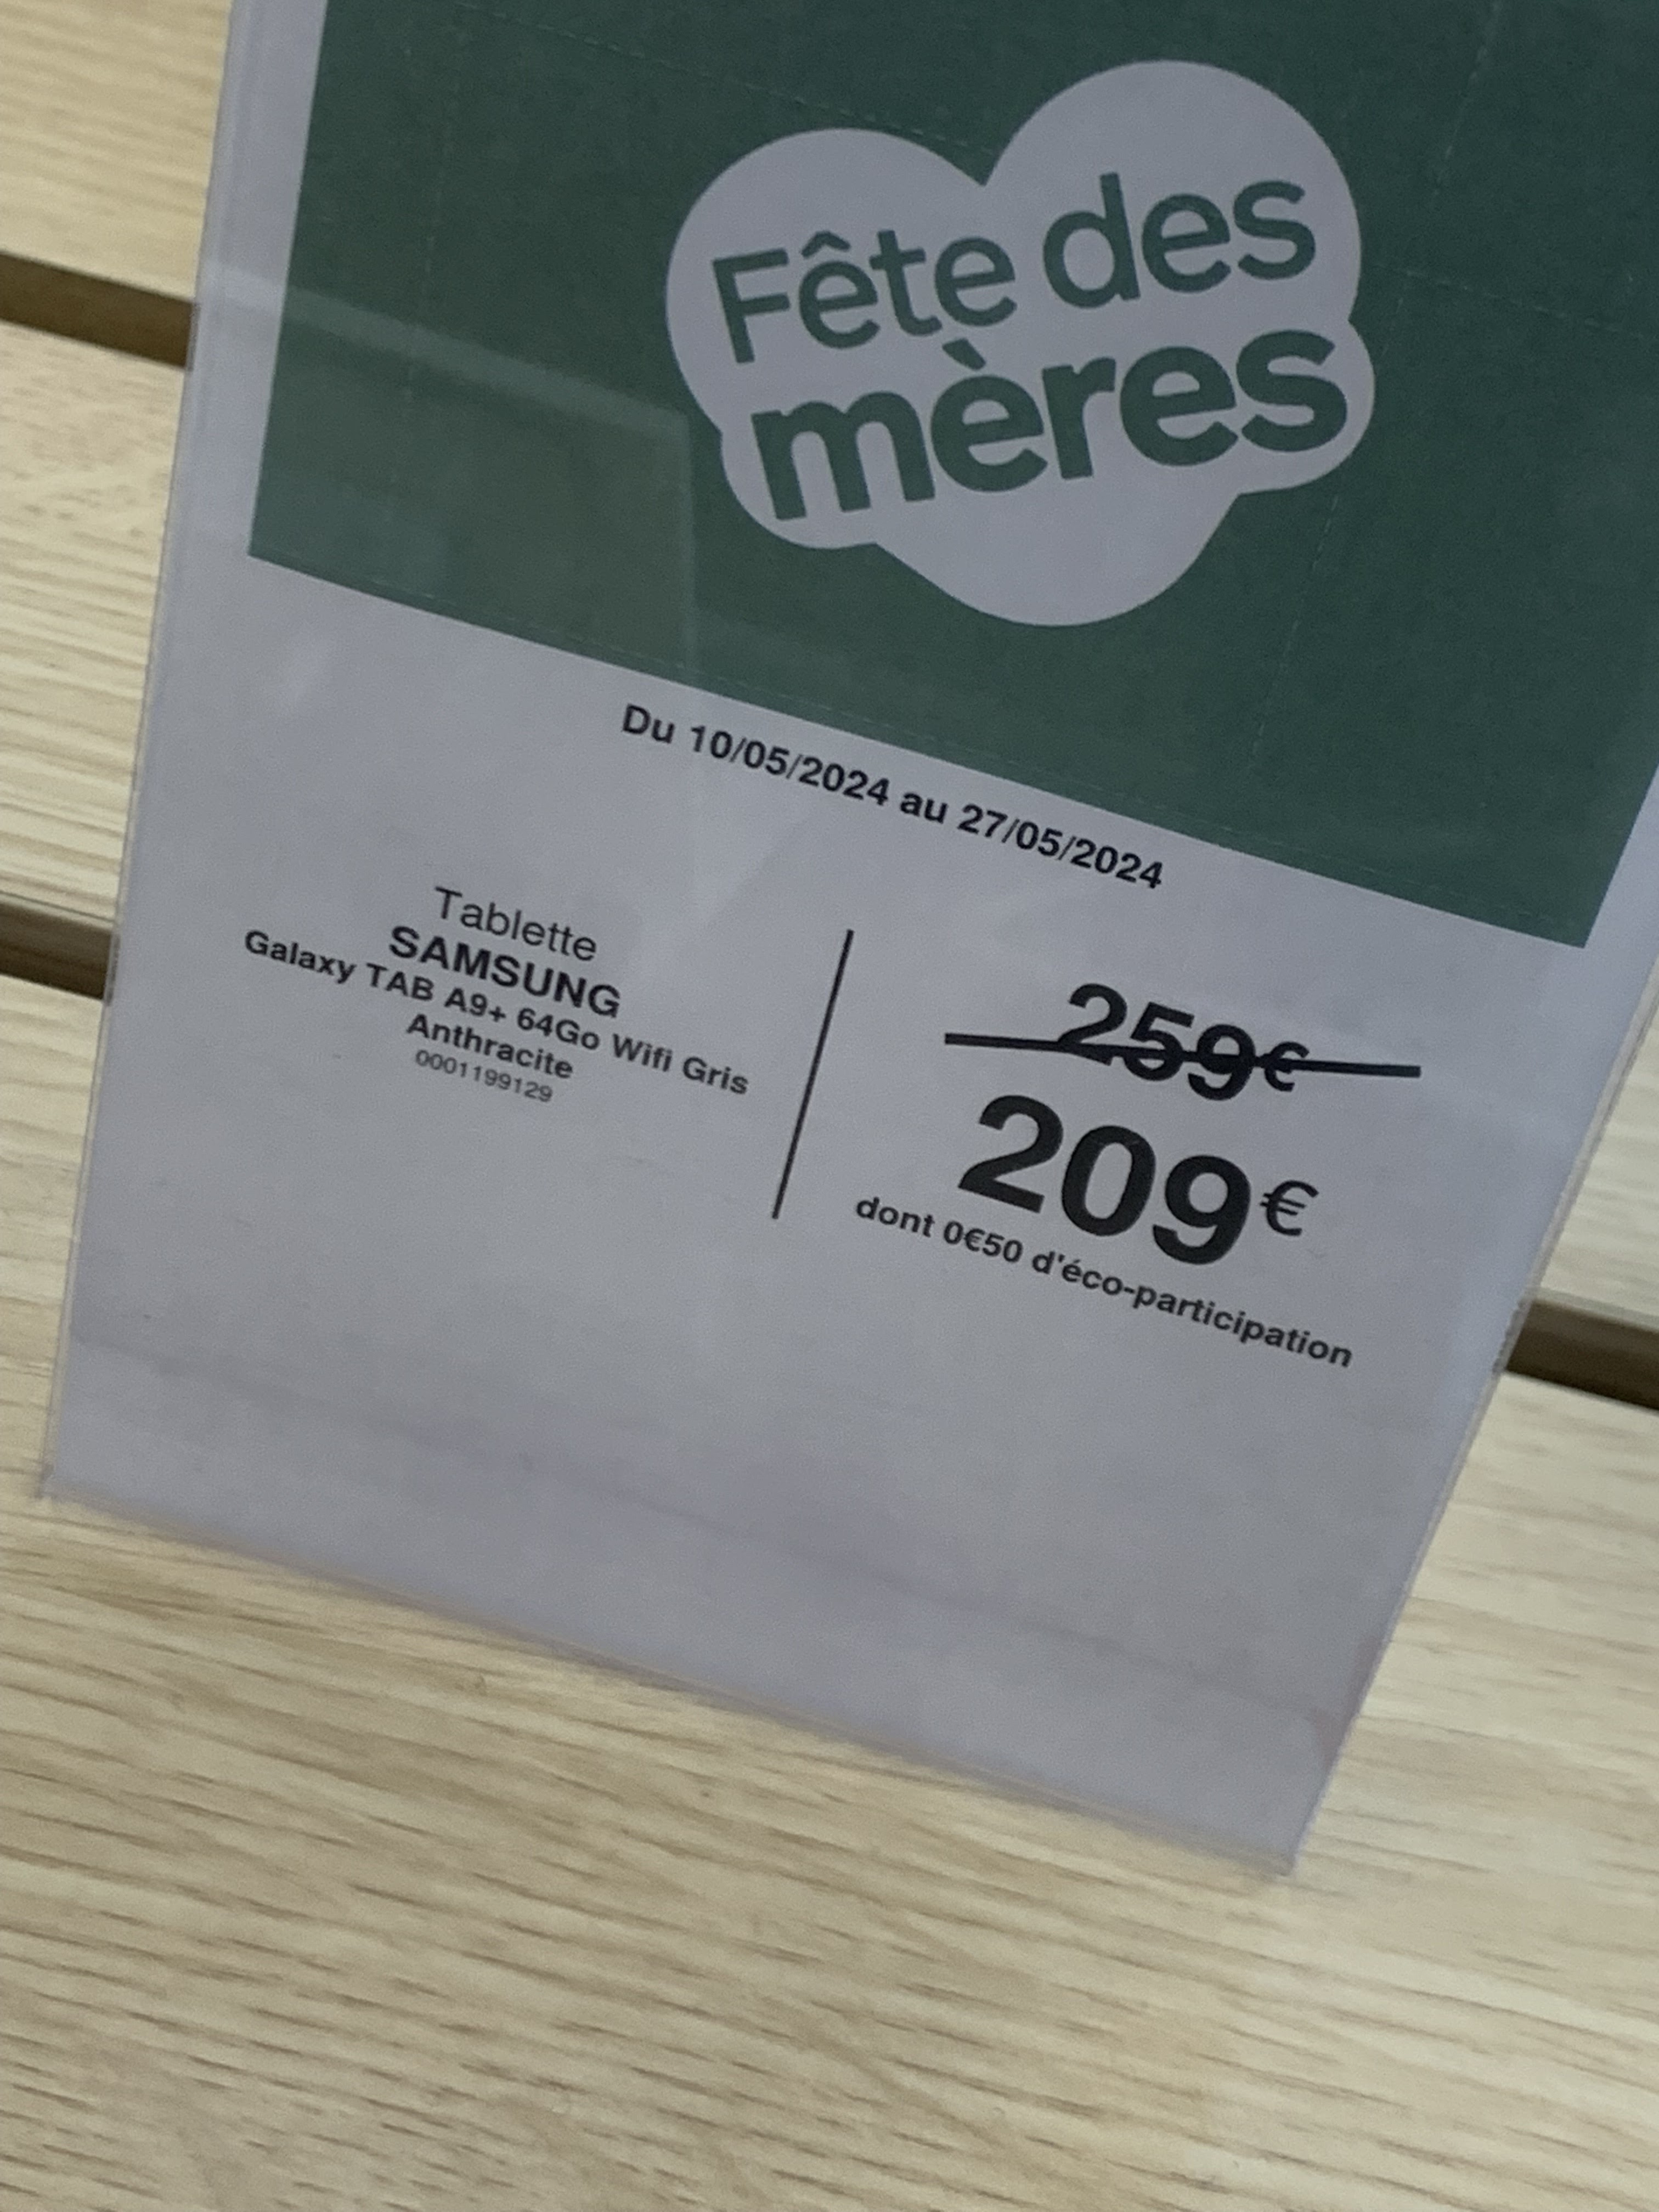 Fête des
mères
Du 10/05/2024 au 27/05/2024
Tablette
SAMSUNG
Galaxy TAB A9+ 64Go Wifi Gris
Anthracite
0001199129
259€
209€
dont 0€50 d'éco-participation